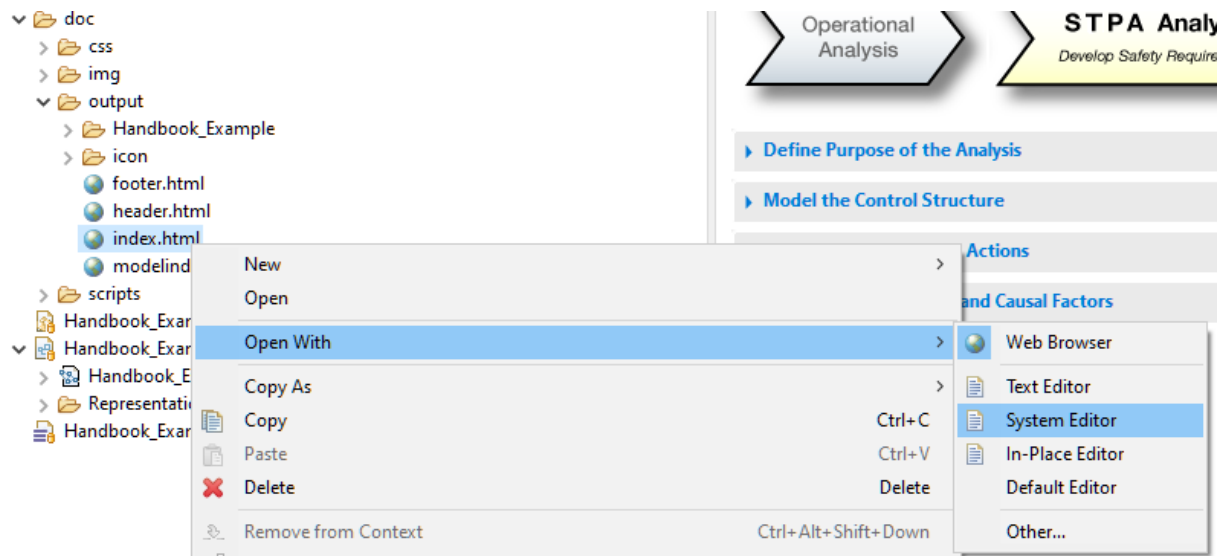 doc
css
img
output
Handbook_Example
icon
footer.html
header.html
index.html
modelind
scripts
Handbook_Exar
Handbook_Exar
Handbook_E
Representati
Handbook_Exar
Operational
Analysis
STPA Analy
Develop Safety Require
Define Purpose of the Analysis
Model the Control Structure
Actions
and Causal Factors
New
Open
Open With
Copy As
Copy Ctrl+C
Paste Ctrl+V
Delete Delete
Remove from Context Ctrl+Alt+Shift+Down
Web Browser
Text Editor
System Editor
In-Place Editor
Default Editor
Other...